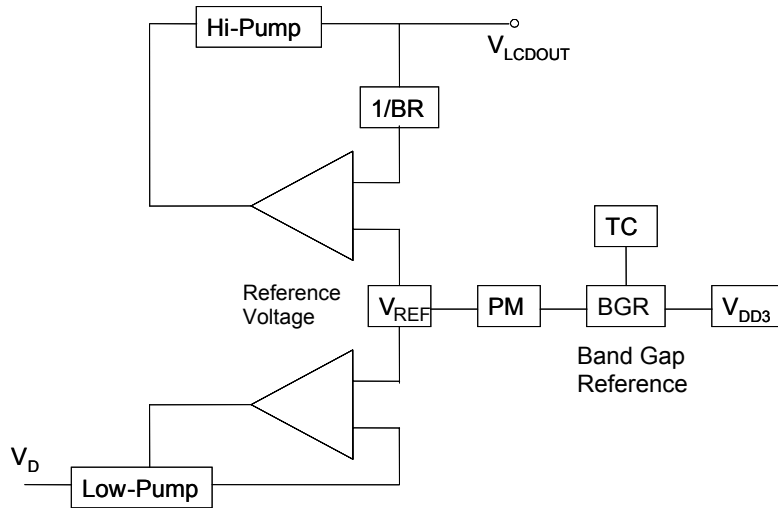 Hi-Pump
V_LCDOUT
1/BR
TC
Reference
Voltage
V_REF
PM
BGR
V_DD3
Band Gap
Reference
V_D
Low-Pump